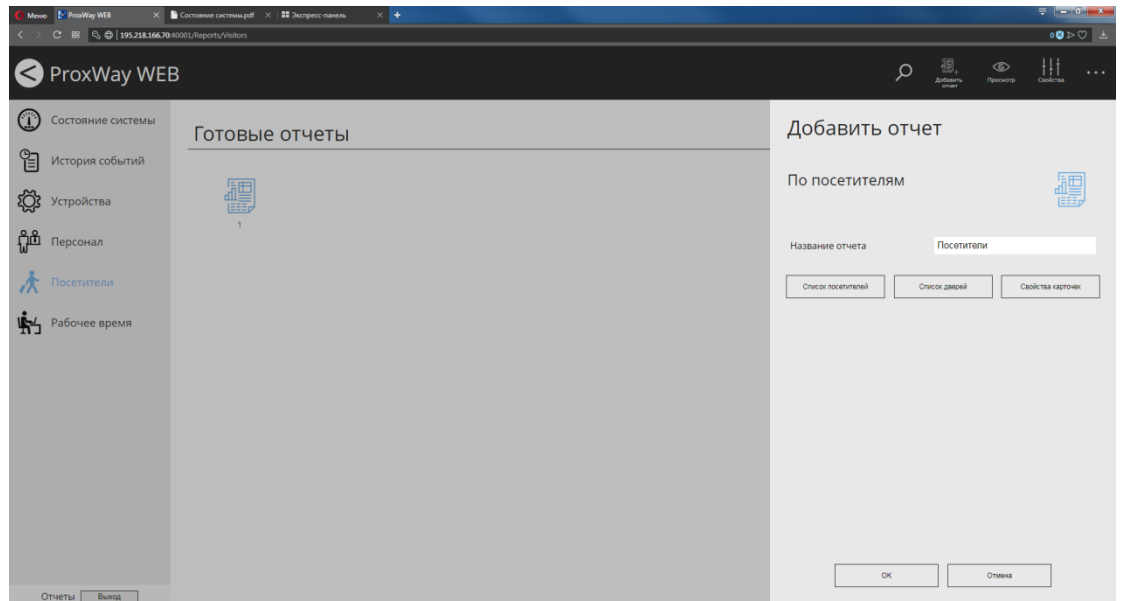 Меню ProxWay WEB Состояние системы.pdf Экспресс-панель
195.218.166.70:40001/Reports/Visitors
ProxWay WEB
Добавить отчет
Просмотр
Свойства
Состояние системы
История событий
Устройства
Персонал
Посетители
Рабочее время
Отчеты
Выход
Готовые отчеты
1
Добавить отчет
По посетителям
Название отчета Посетители
Список посетителей Список дверей Свойства карточек
OK Отмена